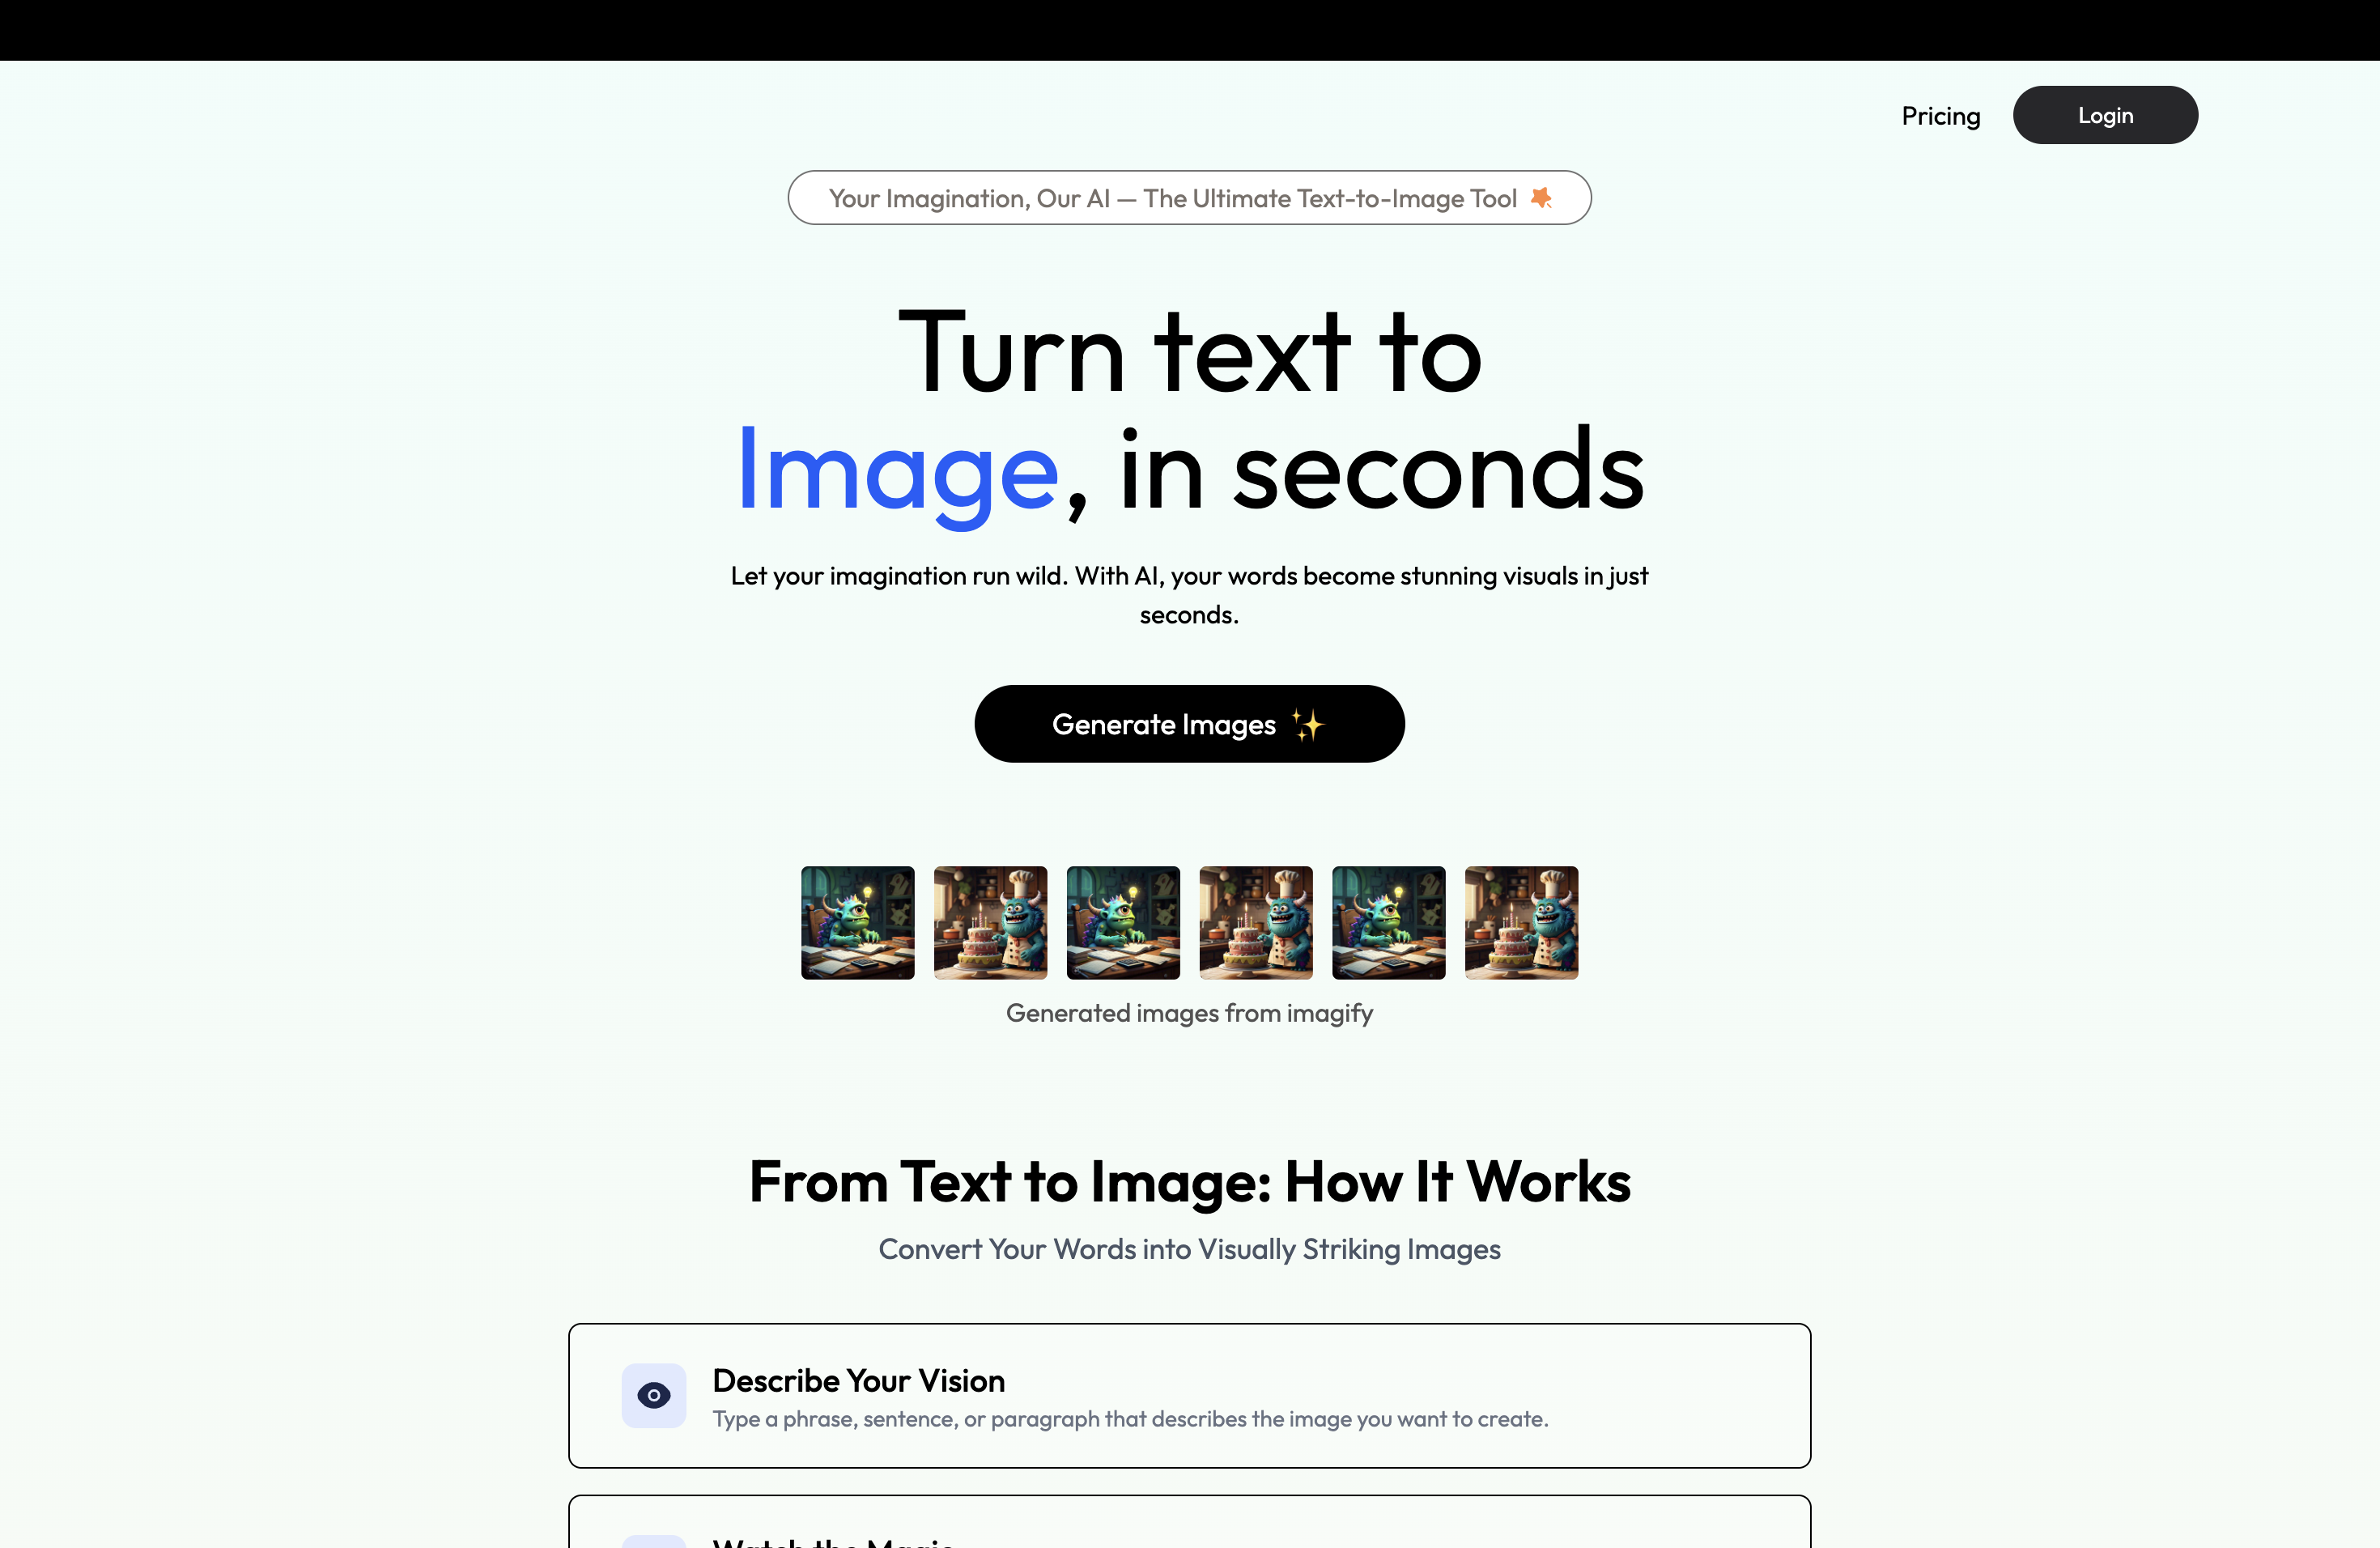 Pricing
Login
Your Imagination, Our AI — The Ultimate Text-to-Image Tool
Turn text to
Image, in seconds
Let your imagination run wild. With AI, your words become stunning visuals in just
seconds.
Generate Images ✨
Generated images from imagify
From Text to Image: How It Works
Convert Your Words into Visually Striking Images
Describe Your Vision
Type a phrase, sentence, or paragraph that describes the image you want to create.
Watch the Magic